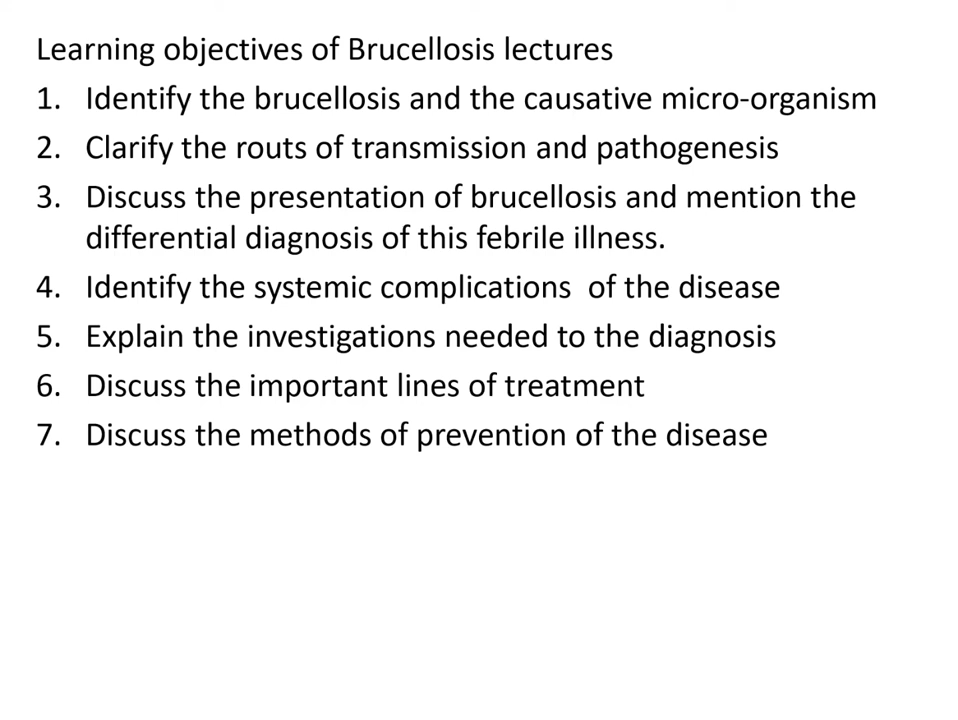 Learning objectives of Brucellosis lectures
1. Identify the brucellosis and the causative micro-organism
2. Clarify the routs of transmission and pathogenesis
3. Discuss the presentation of brucellosis and mention the
differential diagnosis of this febrile illness.
4. Identify the systemic complications  of the disease
5. Explain the investigations needed to the diagnosis
6. Discuss the important lines of treatment
7. Discuss the methods of prevention of the disease